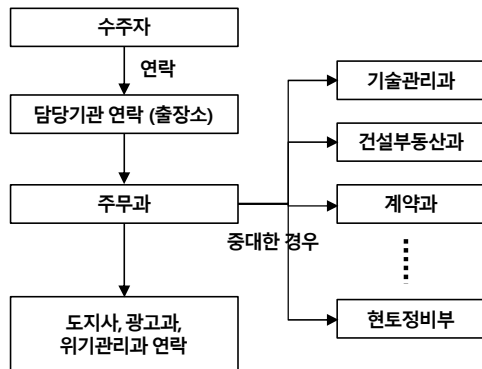 수주자
연락
담당기관 연락 (출장소)
주무과
중대한 경우
도지사, 광고과,
위기관리과 연락
기술관리과
건설부동산과
계약과
현토정비부